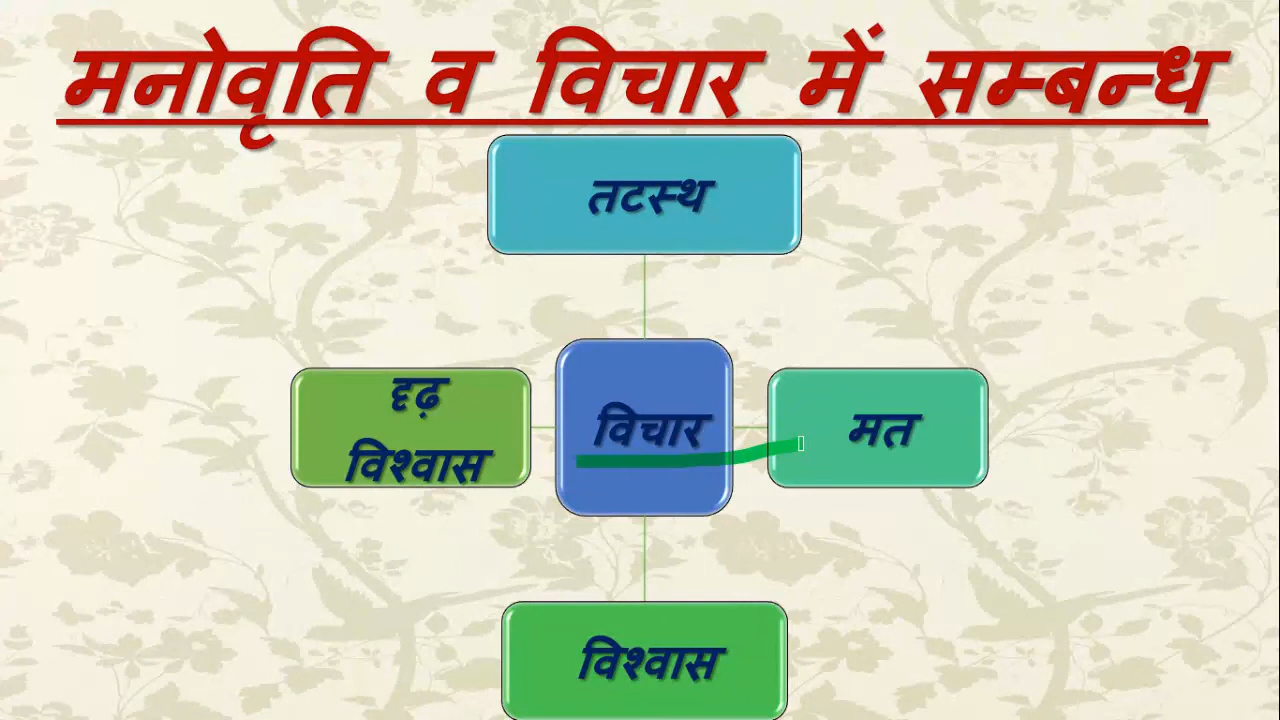 मनोवृति व विचार में सम्बन्ध
तटस्थ
दृढ़
विश्वास
विचार
मत
विश्वास